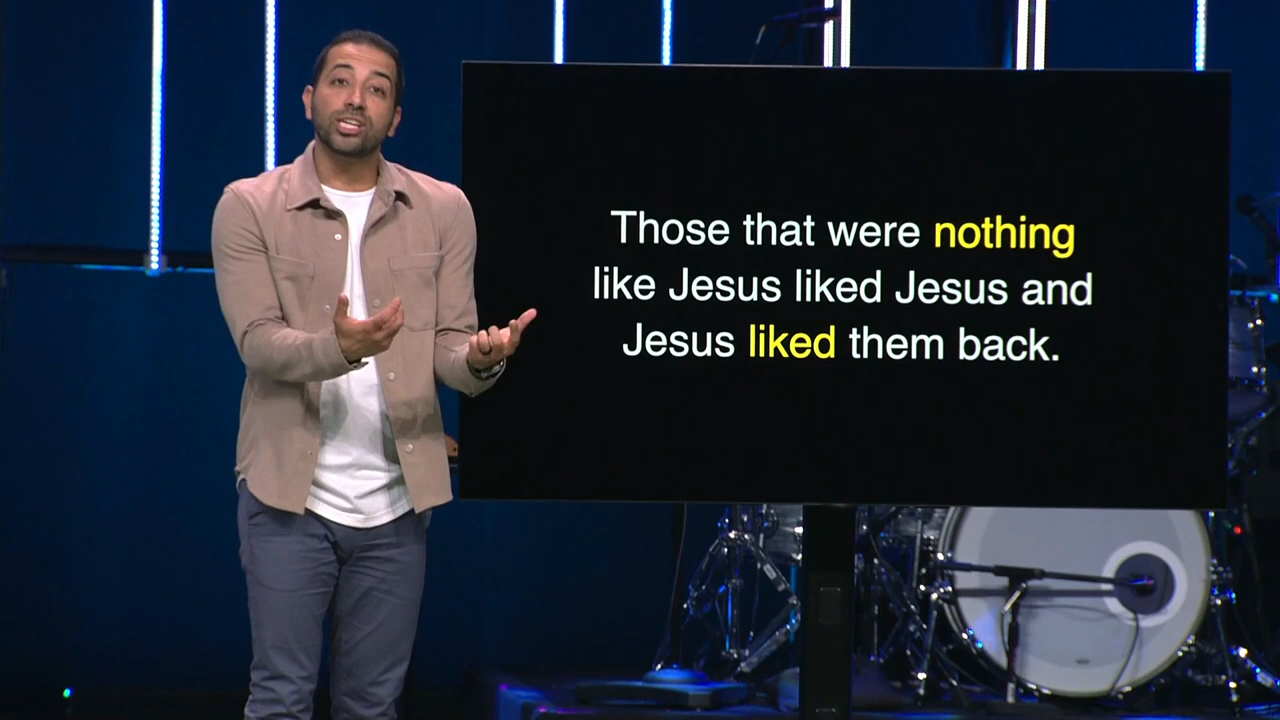 Those that were nothing
like Jesus liked Jesus and
Jesus liked them back.